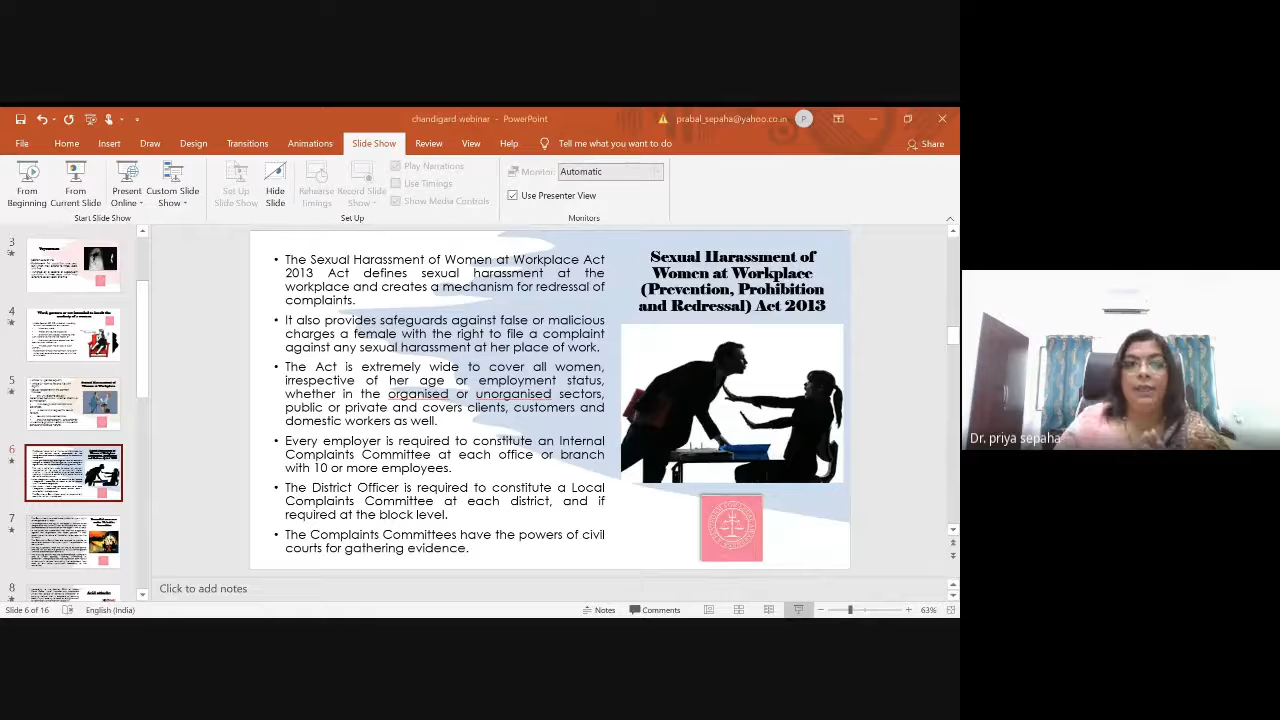 chandigard webinar - PowerPoint
prabal_sepaha@yahoo.co.in
P
File Home Insert Draw Design Transitions Animations Slide Show Review View Help Tell me what you want to do
Share
From Beginning
From Current Slide
Present Online
Custom Slide Show
Set Up Slide Show
Hide Slide
Rehearse Timings
Record Slide Show
Play Narrations
Use Timings
Show Media Controls
Monitor: Automatic
Use Presenter View
Start Slide Show
Set Up
Monitors
3
4
5
6
7
8
• The Sexual Harassment of Women at Workplace Act
2013 Act defines sexual harassment at the
workplace and creates a mechanism for redressal of
complaints.
• It also provides safeguards against false or malicious
charges a female with the right to file a complaint
against any sexual harassment at her place of work.
• The Act is extremely wide to cover all women,
irrespective of her age or employment status,
whether in the organised or unorganised sectors,
public or private and covers clients, customers and
domestic workers as well.
• Every employer is required to constitute an Internal
Complaints Committee at each office or branch
with 10 or more employees.
• The District Officer is required to constitute a Local
Complaints Committee at each district, and if
required at the block level.
• The Complaints Committees have the powers of civil
courts for gathering evidence.
Sexual Harassment of
Women at Workplace
(Prevention, Prohibition
and Redressal) Act 2013
Dr. priya sepaha
Click to add notes
Slide 6 of 16
English (India)
Notes
Comments
63%